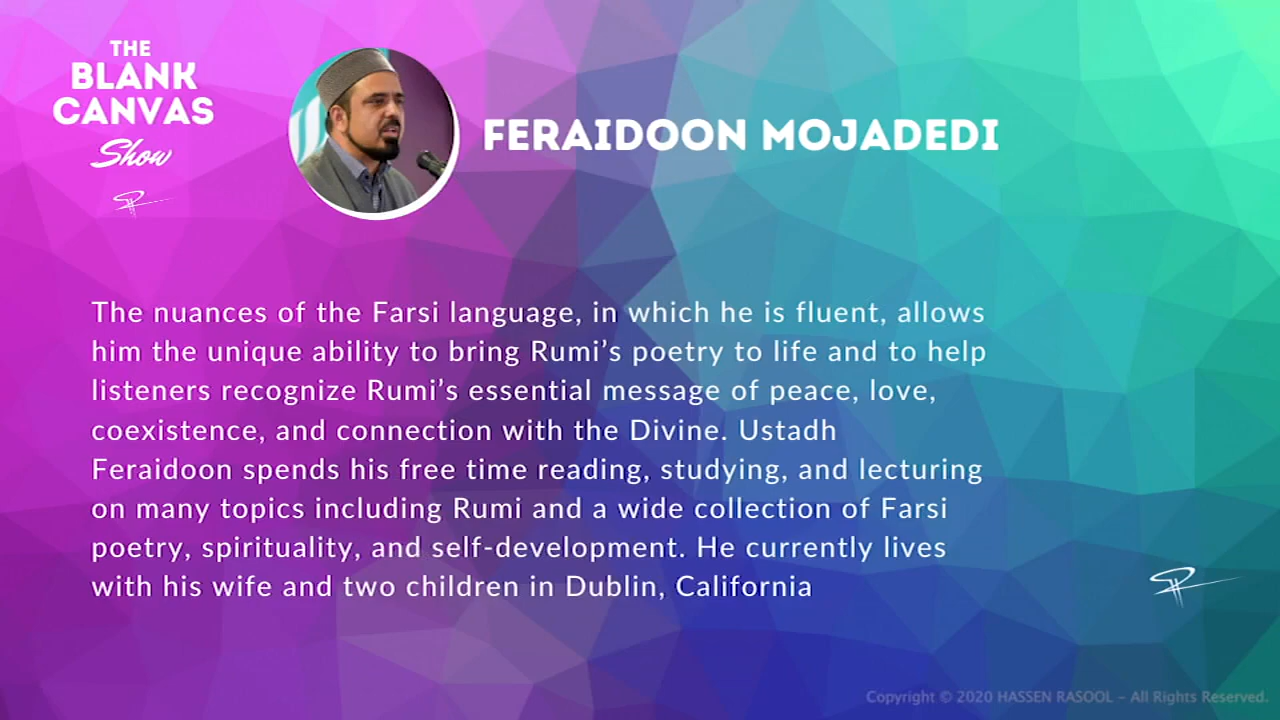 THE
BLANK
CANVAS
Show
FERAIDOON MOJADEDI
The nuances of the Farsi language, in which he is fluent, allows
him the unique ability to bring Rumi’s poetry to life and to help
listeners recognize Rumi’s essential message of peace, love,
coexistence, and connection with the Divine. Ustadh
Feraidoon spends his free time reading, studying, and lecturing
on many topics including Rumi and a wide collection of Farsi
poetry, spirituality, and self-development. He currently lives
with his wife and two children in Dublin, California
Copyright © 2020 HASSEN RASOOL – All Rights Reserved.